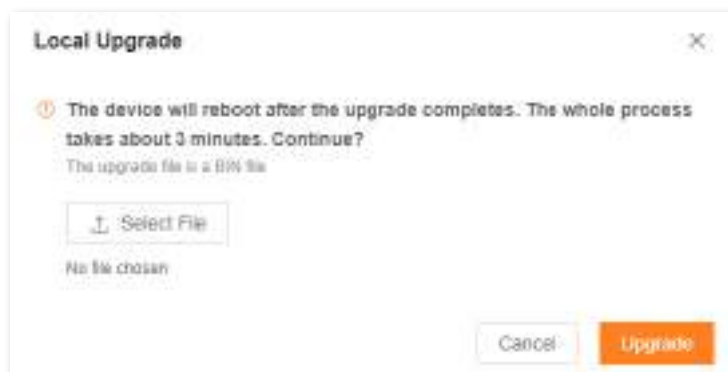 Local Upgrade
The device will reboot after the upgrade completes. The whole process
takes about 3 minutes. Continue?
The upgrade file is a BIN file
Select File
No file chosen
Cancel
Upgrade